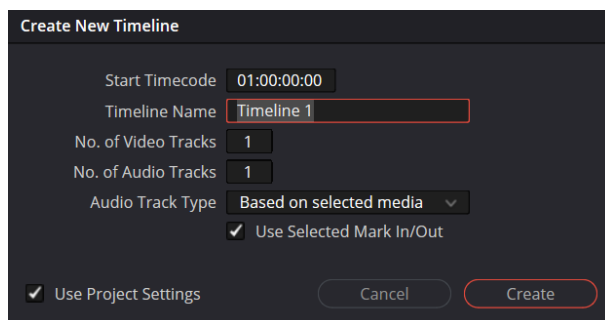 Create New Timeline
Start Timecode 01:00:00:00
Timeline Name Timeline 1
No. of Video Tracks 1
No. of Audio Tracks 1
Audio Track Type Based on selected media
Use Selected Mark In/Out
Use Project Settings Cancel Create